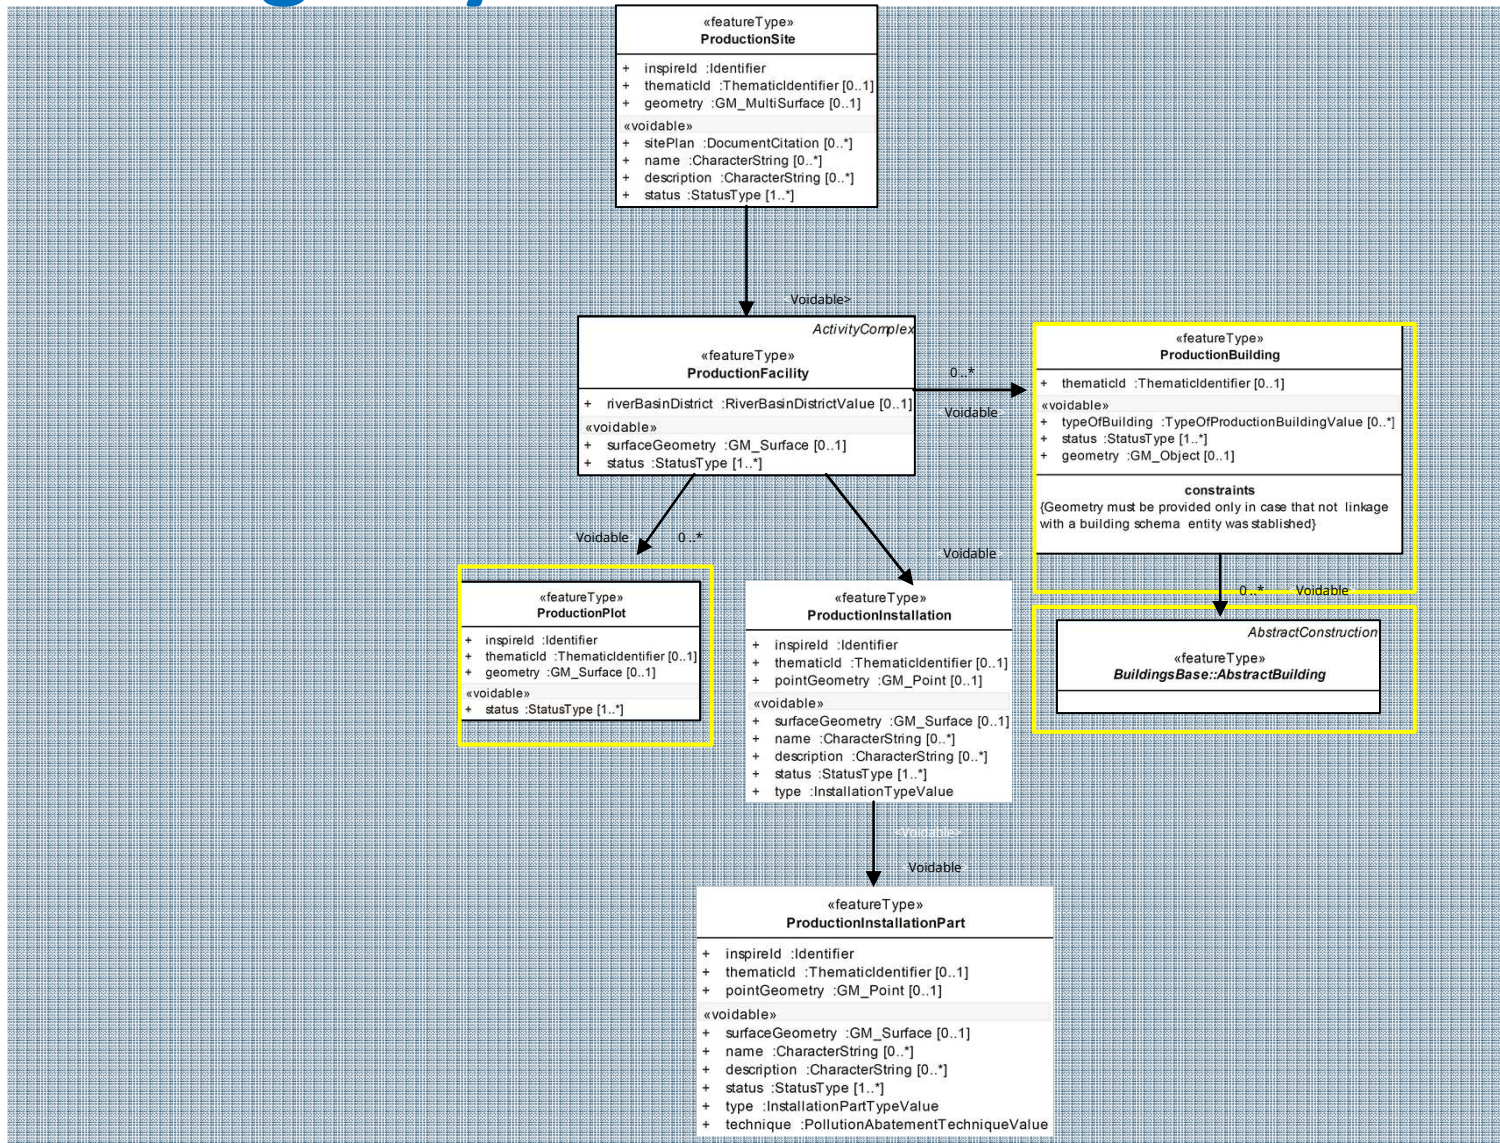 «featureType»
ProductionSite
+ inspireId :Identifier
+ thematicId :ThematicIdentifier [0..1]
+ geometry :GM_MultiSurface [0..1]
«voidable»
+ sitePlan :DocumentCitation [0..*]
+ name :CharacterString [0..*]
+ description :CharacterString [0..*]
+ status :StatusType [1..*]
Voidable>
ActivityComplex
«featureType»
ProductionFacility
+ riverBasinDistrict :RiverBasinDistrictValue [0..1]
«voidable»
+ surfaceGeometry :GM_Surface [0..1]
+ status :StatusType [1..*]
0..*
Voidable
«featureType»
ProductionBuilding
+ thematicId :ThematicIdentifier [0..1]
«voidable»
+ typeOfBuilding :TypeOfProductionBuildingValue [0..*]
+ status :StatusType [1..*]
+ geometry :GM_Object [0..1]
constraints
{Geometry must be provided only in case that not linkage
with a building schema entity was stablished}
Voidable 0..*
Voidable
0..* Voidable
«featureType»
ProductionPlot
+ inspireId :Identifier
+ thematicId :ThematicIdentifier [0..1]
+ geometry :GM_Surface [0..1]
«voidable»
+ status :StatusType [1..*]
«featureType»
ProductionInstallation
+ inspireId :Identifier
+ thematicId :ThematicIdentifier [0..1]
+ pointGeometry :GM_Point [0..1]
«voidable»
+ surfaceGeometry :GM_Surface [0..1]
+ name :CharacterString [0..*]
+ description :CharacterString [0..*]
+ status :StatusType [1..*]
+ type :InstallationTypeValue
AbstractConstruction
«featureType»
BuildingsBase::AbstractBuilding
<Voidable>
Voidable
«featureType»
ProductionInstallationPart
+ inspireId :Identifier
+ thematicId :ThematicIdentifier [0..1]
+ pointGeometry :GM_Point [0..1]
«voidable»
+ surfaceGeometry :GM_Surface [0..1]
+ name :CharacterString [0..*]
+ description :CharacterString [0..*]
+ status :StatusType [1..*]
+ type :InstallationPartTypeValue
+ technique :PollutionAbatementTechniqueValue